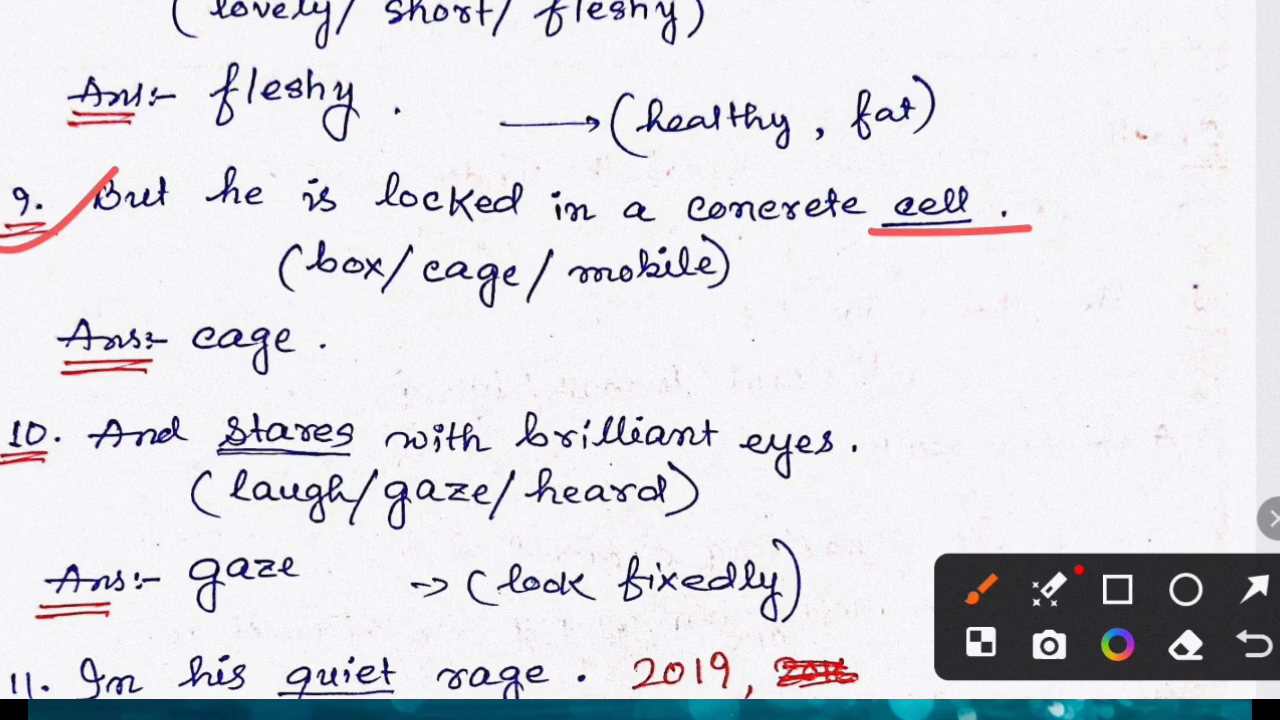 (lovely/ short/ fleshy)
Ans:- fleshy . → (healthy, fat)
9. But he is locked in a concrete cell .
(box/ cage/ mobile)
Ans:- cage .
10. And stares with brilliant eyes .
(laugh/ gaze/ heard)
Ans:- gaze → (look fixedly)
11. In his quiet rage . 2019,